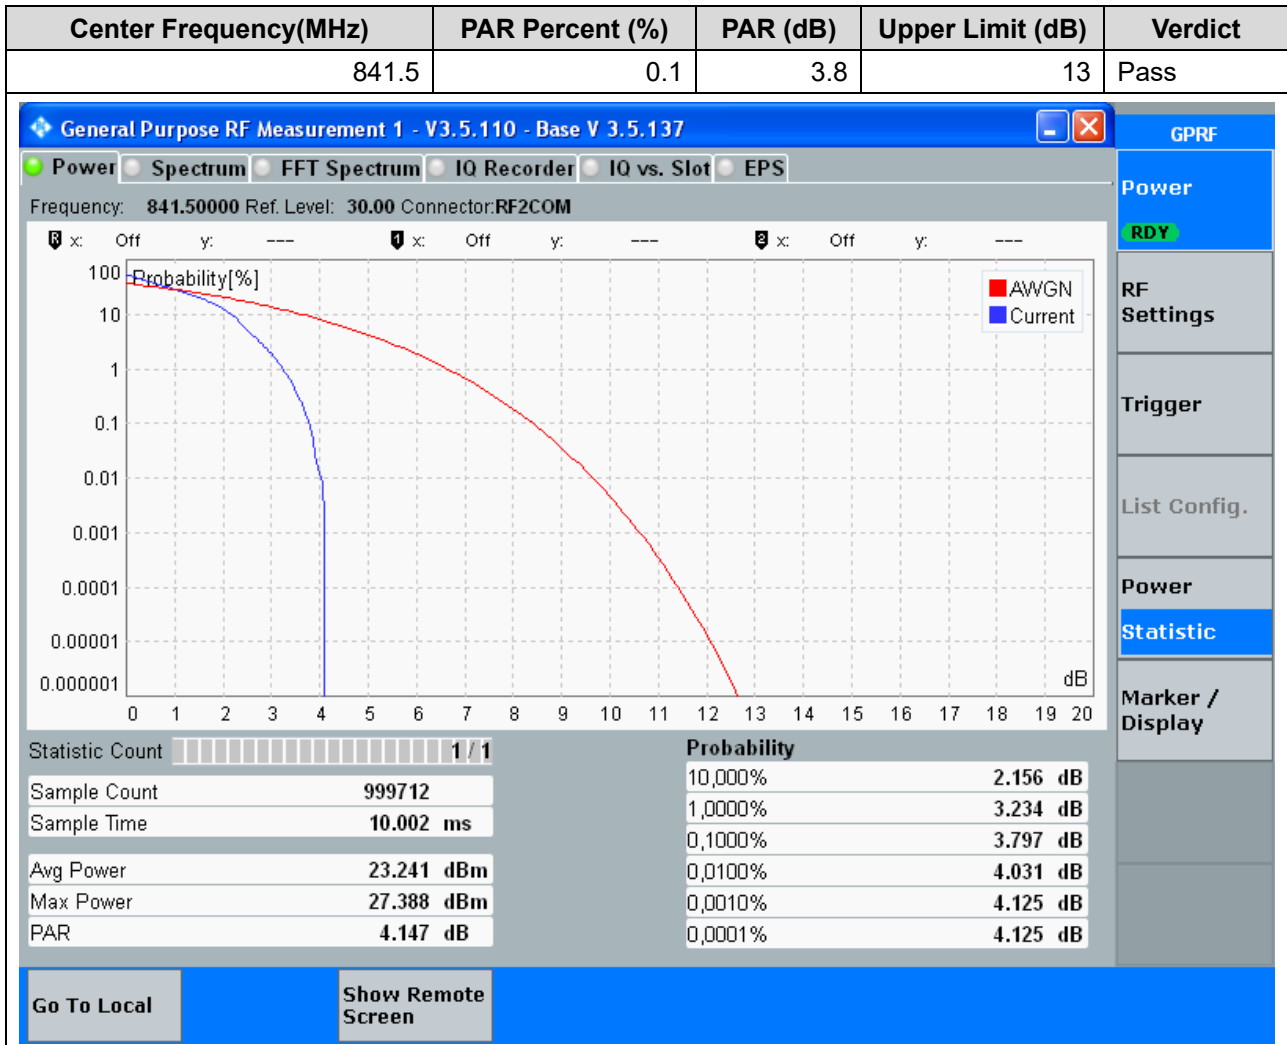 Center Frequency(MHz) PAR Percent (%) PAR (dB) Upper Limit (dB) Verdict
841.5 0.1 3.8 13 Pass
General Purpose RF Measurement 1 - V3.5.110 - Base V 3.5.137
GPRF
Power Spectrum FFT Spectrum IQ Recorder IQ vs. Slot EPS
Frequency: 841.50000 Ref. Level: 30.00 Connector:RF2COM
R x: Off y: --- 1 x: Off y: --- 2 x: Off y: ---
Probability[%]
AWGN
Current
100
10
1
0.1
0.01
0.001
0.0001
0.00001
0.000001
dB
0 1 2 3 4 5 6 7 8 9 10 11 12 13 14 15 16 17 18 19 20
Statistic Count 1 / 1
Sample Count 999712
Sample Time 10.002 ms
Avg Power 23.241 dBm
Max Power 27.388 dBm
PAR 4.147 dB
Probability
10,000% 2.156 dB
1,0000% 3.234 dB
0,1000% 3.797 dB
0,0100% 4.031 dB
0,0010% 4.125 dB
0,0001% 4.125 dB
Power
RDY
RF
Settings
Trigger
List Config.
Power
Statistic
Marker /
Display
Go To Local
Show Remote
Screen